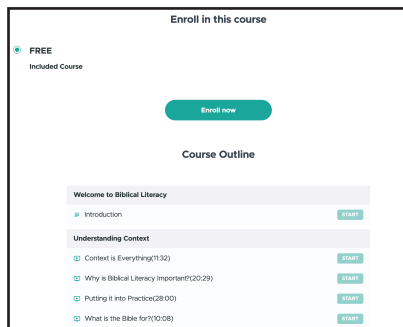 Enroll in this course
FREE
Included Course
Enroll now
Course Outline
Welcome to Biblical Literacy
Introduction START
Understanding Context
Context is Everything(11:32) START
Why is Biblical Literacy Important?(20:29) START
Putting it into Practice(28:00) START
What is the Bible for?(10:08) START